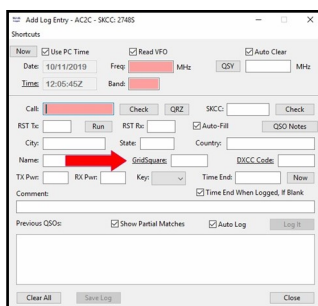 Add Log Entry - AC2C - SKCC: 2748S
Shortcuts
Now Use PC Time Read VFO Auto Clear
Date: 10/11/2019 Freq: MHz QSY MHz
Time: 12:05:45Z Band:
Call: Check QRZ SKCC: Check
RST Tx: Run RST Rx: Auto-Fill QSO Notes
City: State: Country:
Name: GridSquare: DXCC Code:
TX Pwr: RX Pwr: Key: Time End: Now
Comment: Time End When Logged, If Blank
Previous QSOs: Show Partial Matches Auto Log Log It
Clear All Save Log Close